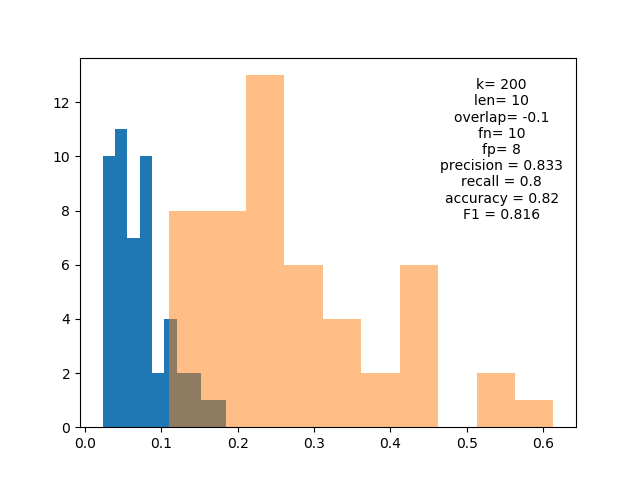 k= 200
len= 10
overlap= -0.1
fn= 10
fp= 8
precision = 0.833
recall = 0.8
accuracy = 0.82
F1 = 0.816
12
10
8
6
4
2
0
0.0 0.1 0.2 0.3 0.4 0.5 0.6